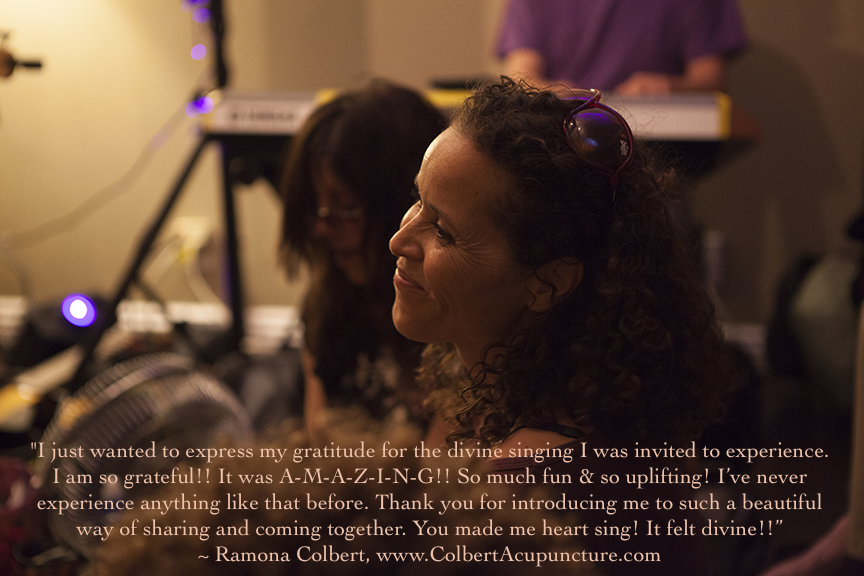 YAMAHA
"I just wanted to express my gratitude for the divine singing I was invited to experience.
I am so grateful!! It was A-M-A-Z-I-N-G!! So much fun & so uplifting! I've never
experience anything like that before. Thank you for introducing me to such a beautiful
way of sharing and coming together. You made me heart sing! It felt divine!!”
~ Ramona Colbert, www.ColbertAcupuncture.com